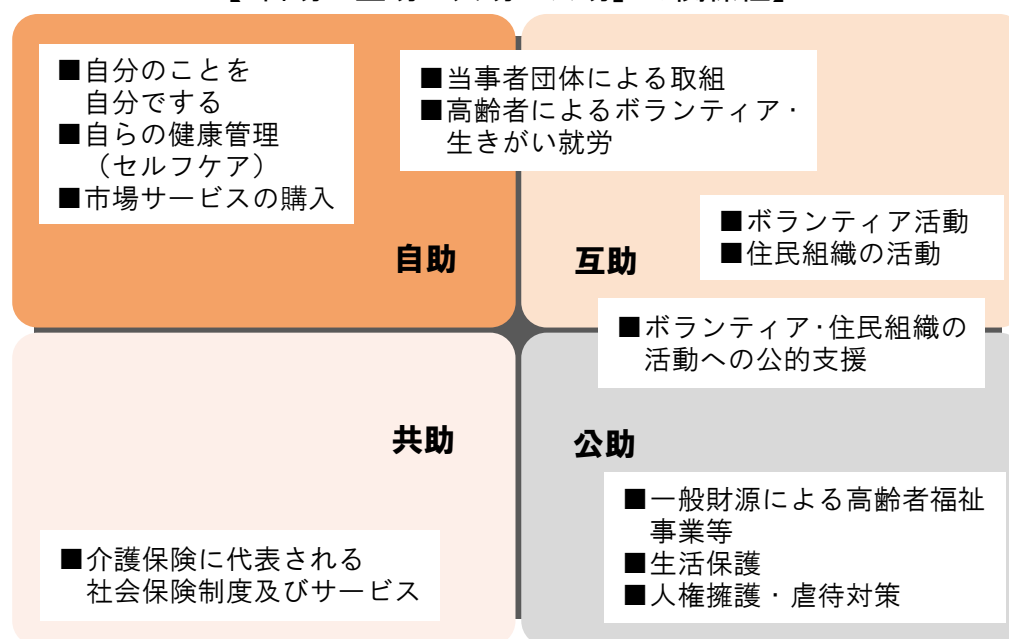 ■自分のことを
自分でする
■自らの健康管理
（セルフケア）
■市場サービスの購入
■当事者団体による取組
■高齢者によるボランティア・
生きがい就労
■ボランティア活動
■住民組織の活動
自助
互助
■ボランティア・住民組織の
活動への公的支援
共助
公助
■介護保険に代表される
社会保険制度及びサービス
■一般財源による高齢者福祉
事業等
■生活保護
■人権擁護・虐待対策